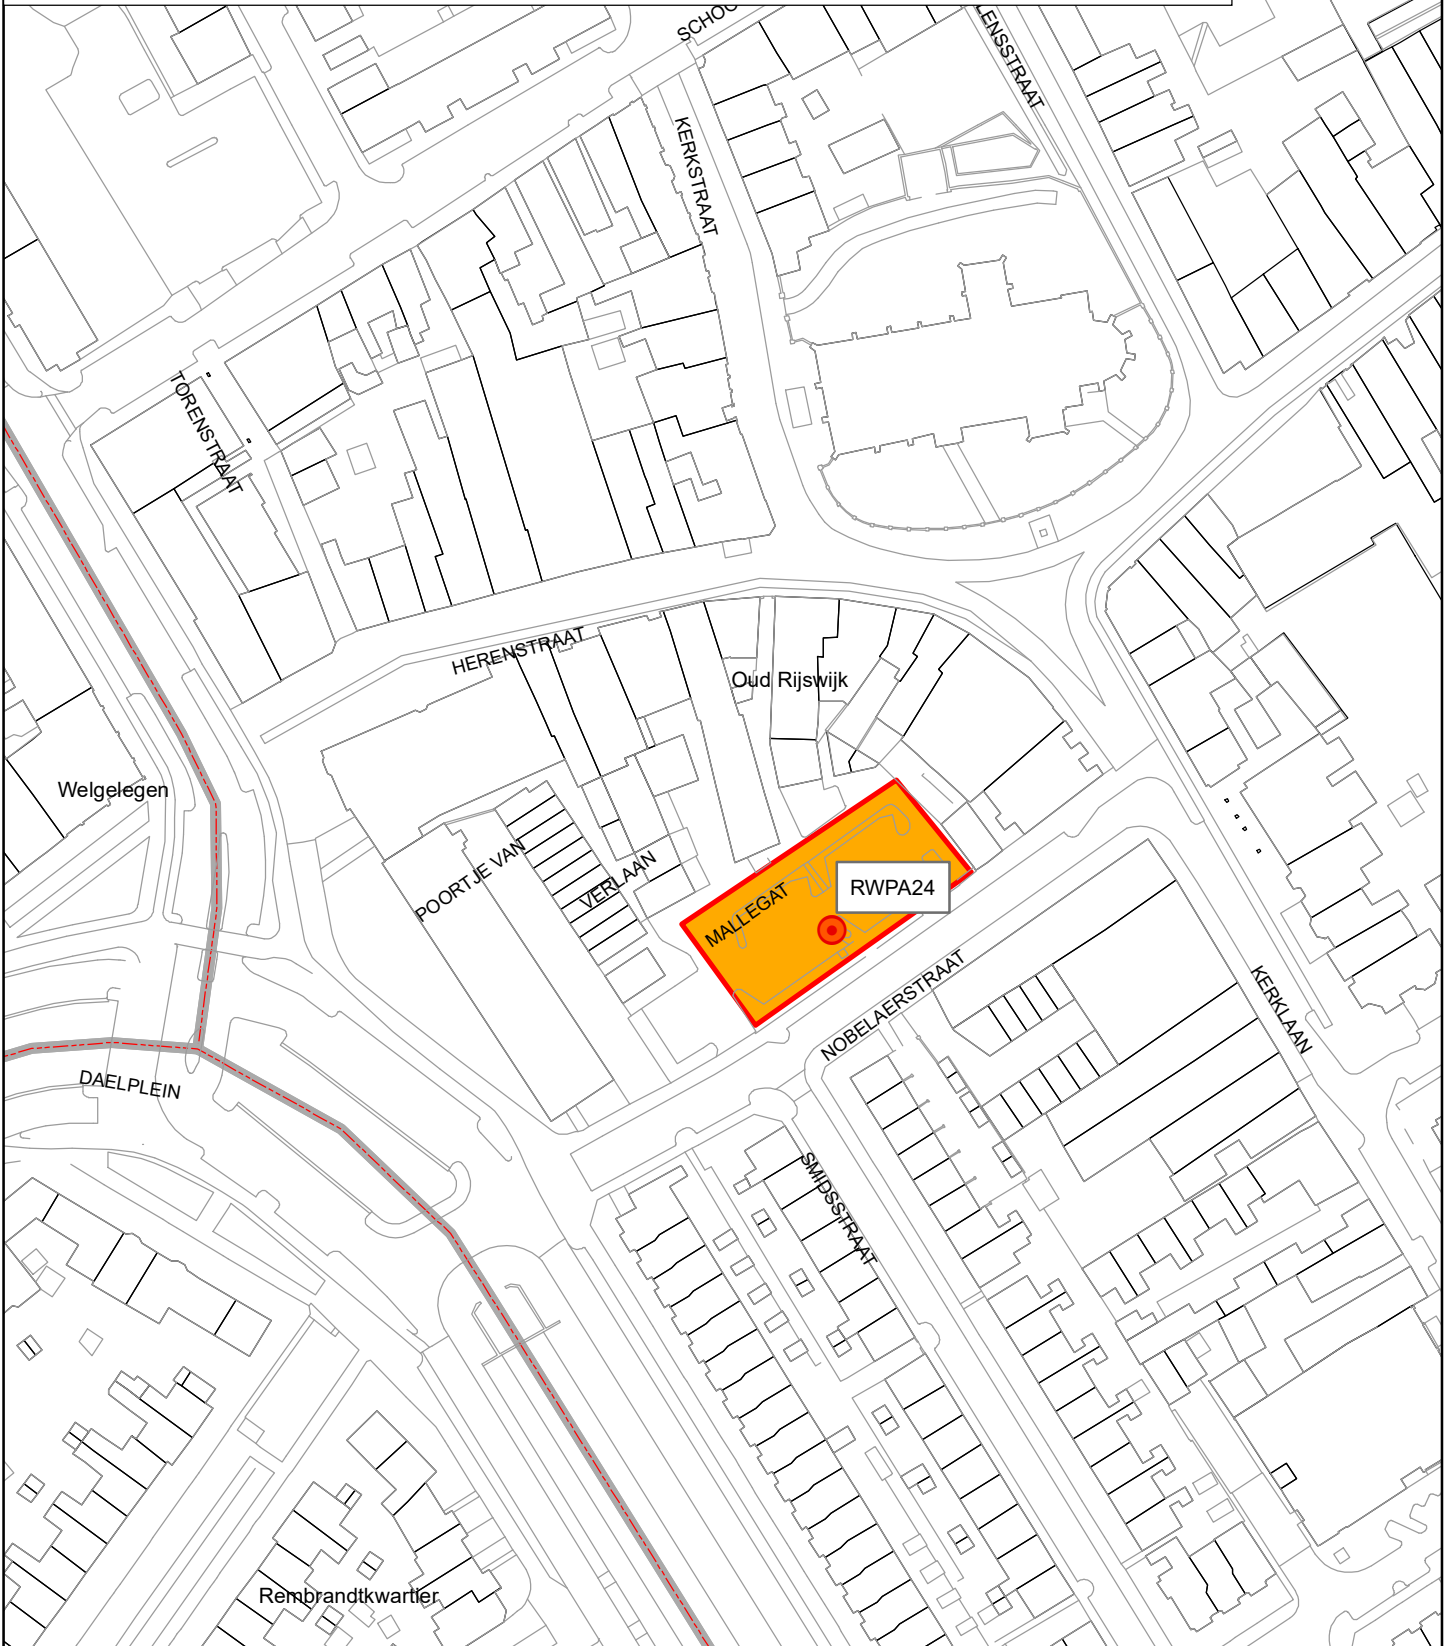 SCHOO
LENSSTRAAT
KERKSTRAAT
TORENSTRAAT
HERENSTRAAT
Oud Rijswijk
Welgelegen
POORTJE VAN
VERLAAN
MALLEGAT
RWPA24
NOBELAERSTRAAT
KERKLAAN
DAELPLEIN
SMIDSSTRAAT
Rembrandtkwartier